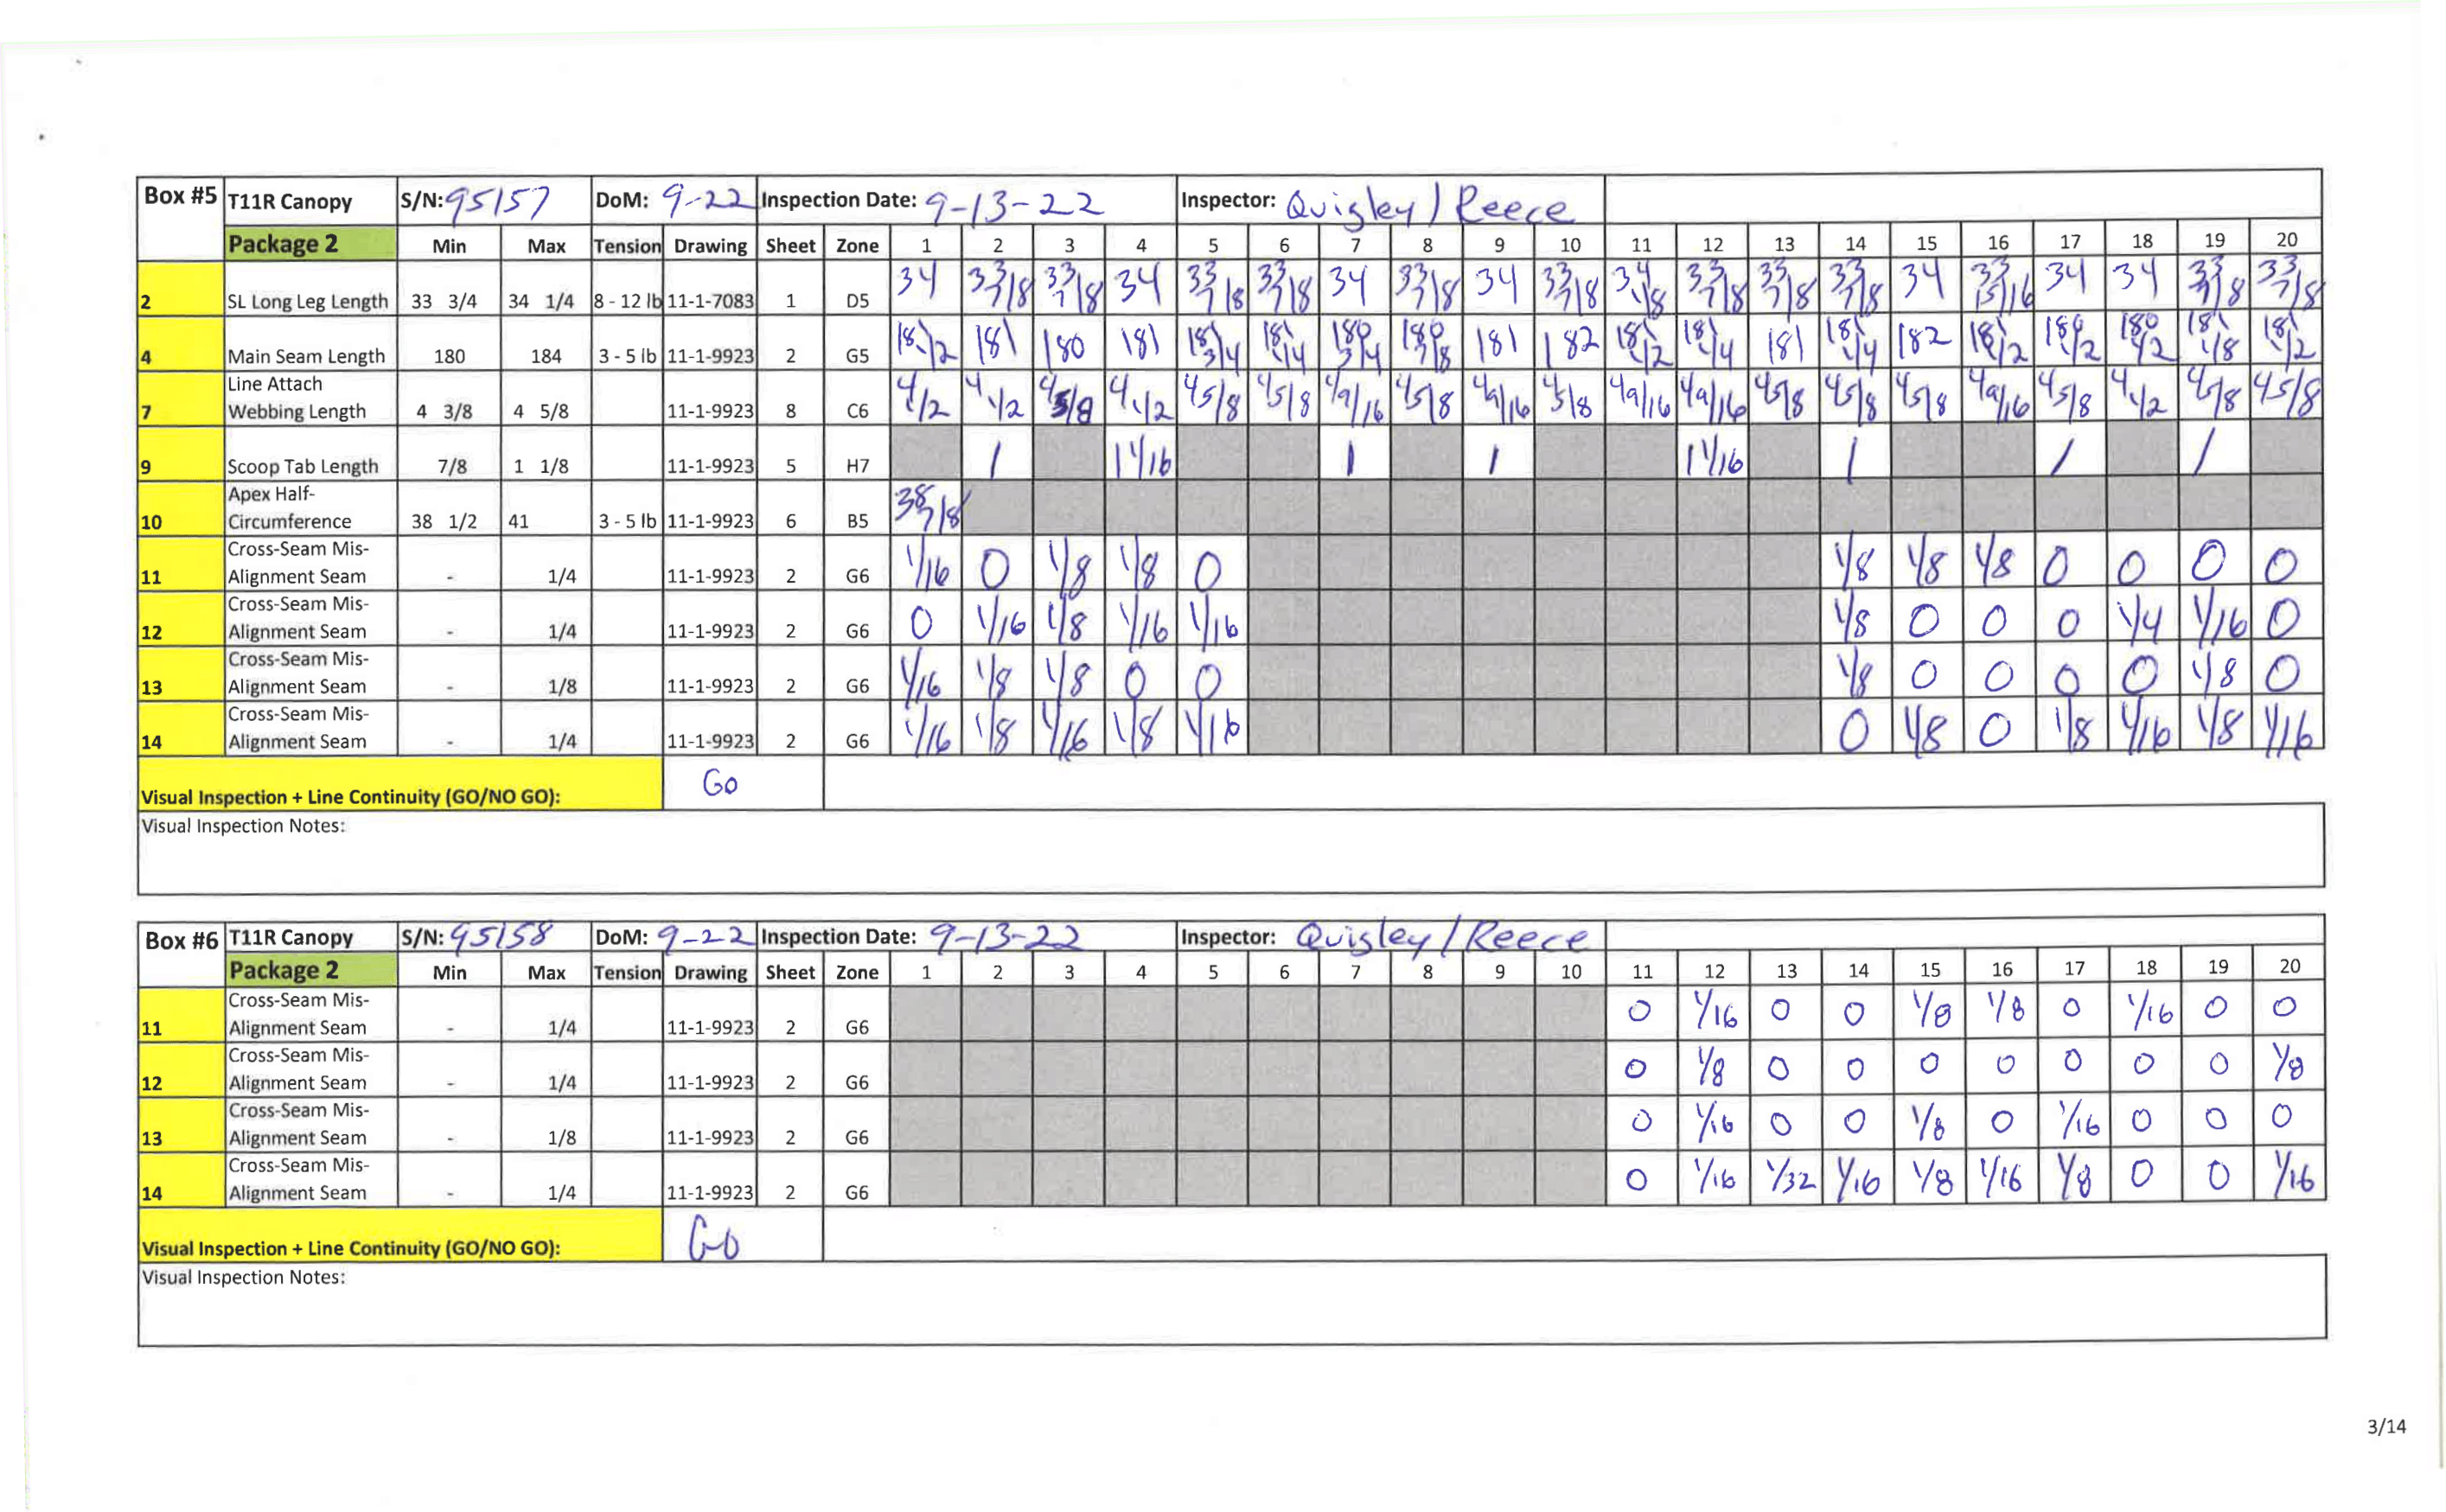 Box #5 T11R Canopy S/N: 95157 DoM: 9-22 Inspection Date: 9-13-22 Inspector: Quigley / Reece
Package 2 Min Max Tension Drawing Sheet Zone 1 2 3 4 5 6 7 8 9 10 11 12 13 14 15 16 17 18 19 20
2 SL Long Leg Length 33 3/4 34 1/4 8 - 12 lb 11-1-7083 1 D5 34 33 7/8 33 7/8 34 33 7/8 33 7/8 34 33 7/8 34 33 7/8 34 1/8 33 7/8 33 7/8 33 7/8 34 33 15/16 34 34 33 7/8 33 7/8
4 Main Seam Length 180 184 3 - 5 lb 11-1-9923 2 G5 181 1/2 181 180 181 181 3/4 181 1/4 180 3/4 180 7/8 181 182 181 1/2 181 1/4 181 181 1/4 182 181 1/2 180 1/2 180 1/2 181 1/8 181 1/2
Line Attach
7 Webbing Length 4 3/8 4 5/8 11-1-9923 8 C6 4 1/2 4 1/2 4 5/8 4 1/2 4 5/8 4 5/8 4 9/16 4 5/8 4 9/16 4 5/8 4 9/16 4 9/16 4 5/8 4 5/8 4 5/8 4 9/16 4 5/8 4 1/2 4 5/8 4 5/8
9 Scoop Tab Length 7/8 1 1/8 11-1-9923 5 H7 1 1 1/16 1 1 1 1/16 1 1 1
Apex Half-
10 Circumference 38 1/2 41 3 - 5 lb 11-1-9923 6 B5 38 7/8
Cross-Seam Mis-
11 Alignment Seam - 1/4 11-1-9923 2 G6 1/16 0 1/8 1/8 0 1/8 1/8 1/8 0 0 0 0
Cross-Seam Mis-
12 Alignment Seam - 1/4 11-1-9923 2 G6 0 1/16 1/8 1/16 1/16 1/8 0 0 0 1/4 1/16 0
Cross-Seam Mis-
13 Alignment Seam - 1/8 11-1-9923 2 G6 1/16 1/8 1/8 0 0 1/8 0 0 0 0 1/8 0
Cross-Seam Mis-
14 Alignment Seam - 1/4 11-1-9923 2 G6 1/16 1/8 1/16 1/8 1/16 0 1/8 0 1/8 1/16 1/8 1/16
Visual Inspection + Line Continuity (GO/NO GO): Go
Visual Inspection Notes:
Box #6 T11R Canopy S/N: 95158 DoM: 9-22 Inspection Date: 9-13-22 Inspector: Quigley / Reece
Package 2 Min Max Tension Drawing Sheet Zone 1 2 3 4 5 6 7 8 9 10 11 12 13 14 15 16 17 18 19 20
Cross-Seam Mis-
11 Alignment Seam - 1/4 11-1-9923 2 G6 0 1/16 0 0 1/8 1/8 0 1/16 0 0
Cross-Seam Mis-
12 Alignment Seam - 1/4 11-1-9923 2 G6 0 1/8 0 0 0 0 0 0 0 1/8
Cross-Seam Mis-
13 Alignment Seam - 1/8 11-1-9923 2 G6 0 1/16 0 0 1/8 0 1/16 0 0 0
Cross-Seam Mis-
14 Alignment Seam - 1/4 11-1-9923 2 G6 0 1/16 1/32 1/16 1/8 1/16 1/8 0 0 1/16
Visual Inspection + Line Continuity (GO/NO GO): GO
Visual Inspection Notes:
3/14